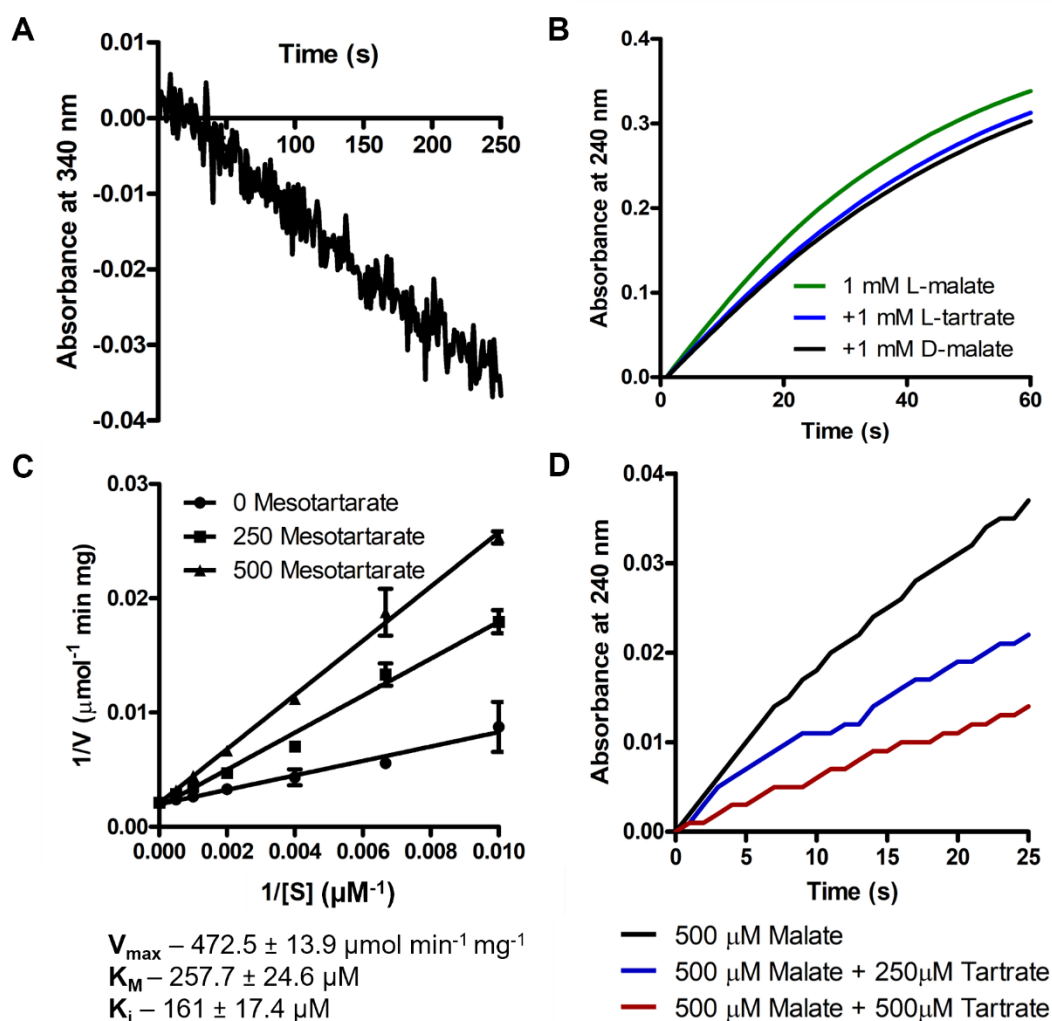 A
0.01
Time (s)
0.00
50
100
150
200
250
-0.01
-0.02
-0.03
-0.04
Absorbance at 340 nm
B
0.4
0.3
0.2
0.1
0.0
Absorbance at 240 nm
1 mM L-malate
+1 mM L-tartrate
+1 mM D-malate
0
20
40
60
Time (s)
C
0.03
0.02
0.01
0.00
1/V (μmol⁻¹ min mg)
0 Mesotartarate
250 Mesotartarate
500 Mesotartarate
0.000
0.002
0.004
0.006
0.008
0.010
1/[S] (μM⁻¹)
Vmax – 472.5 ± 13.9 μmol min⁻¹ mg⁻¹
KM – 257.7 ± 24.6 μM
Ki – 161 ± 17.4 μM
D
0.04
0.03
0.02
0.01
0.00
Absorbance at 240 nm
0
5
10
15
20
25
Time (s)
500 μM Malate
500 μM Malate + 250μM Tartrate
500 μM Malate + 500μM Tartrate